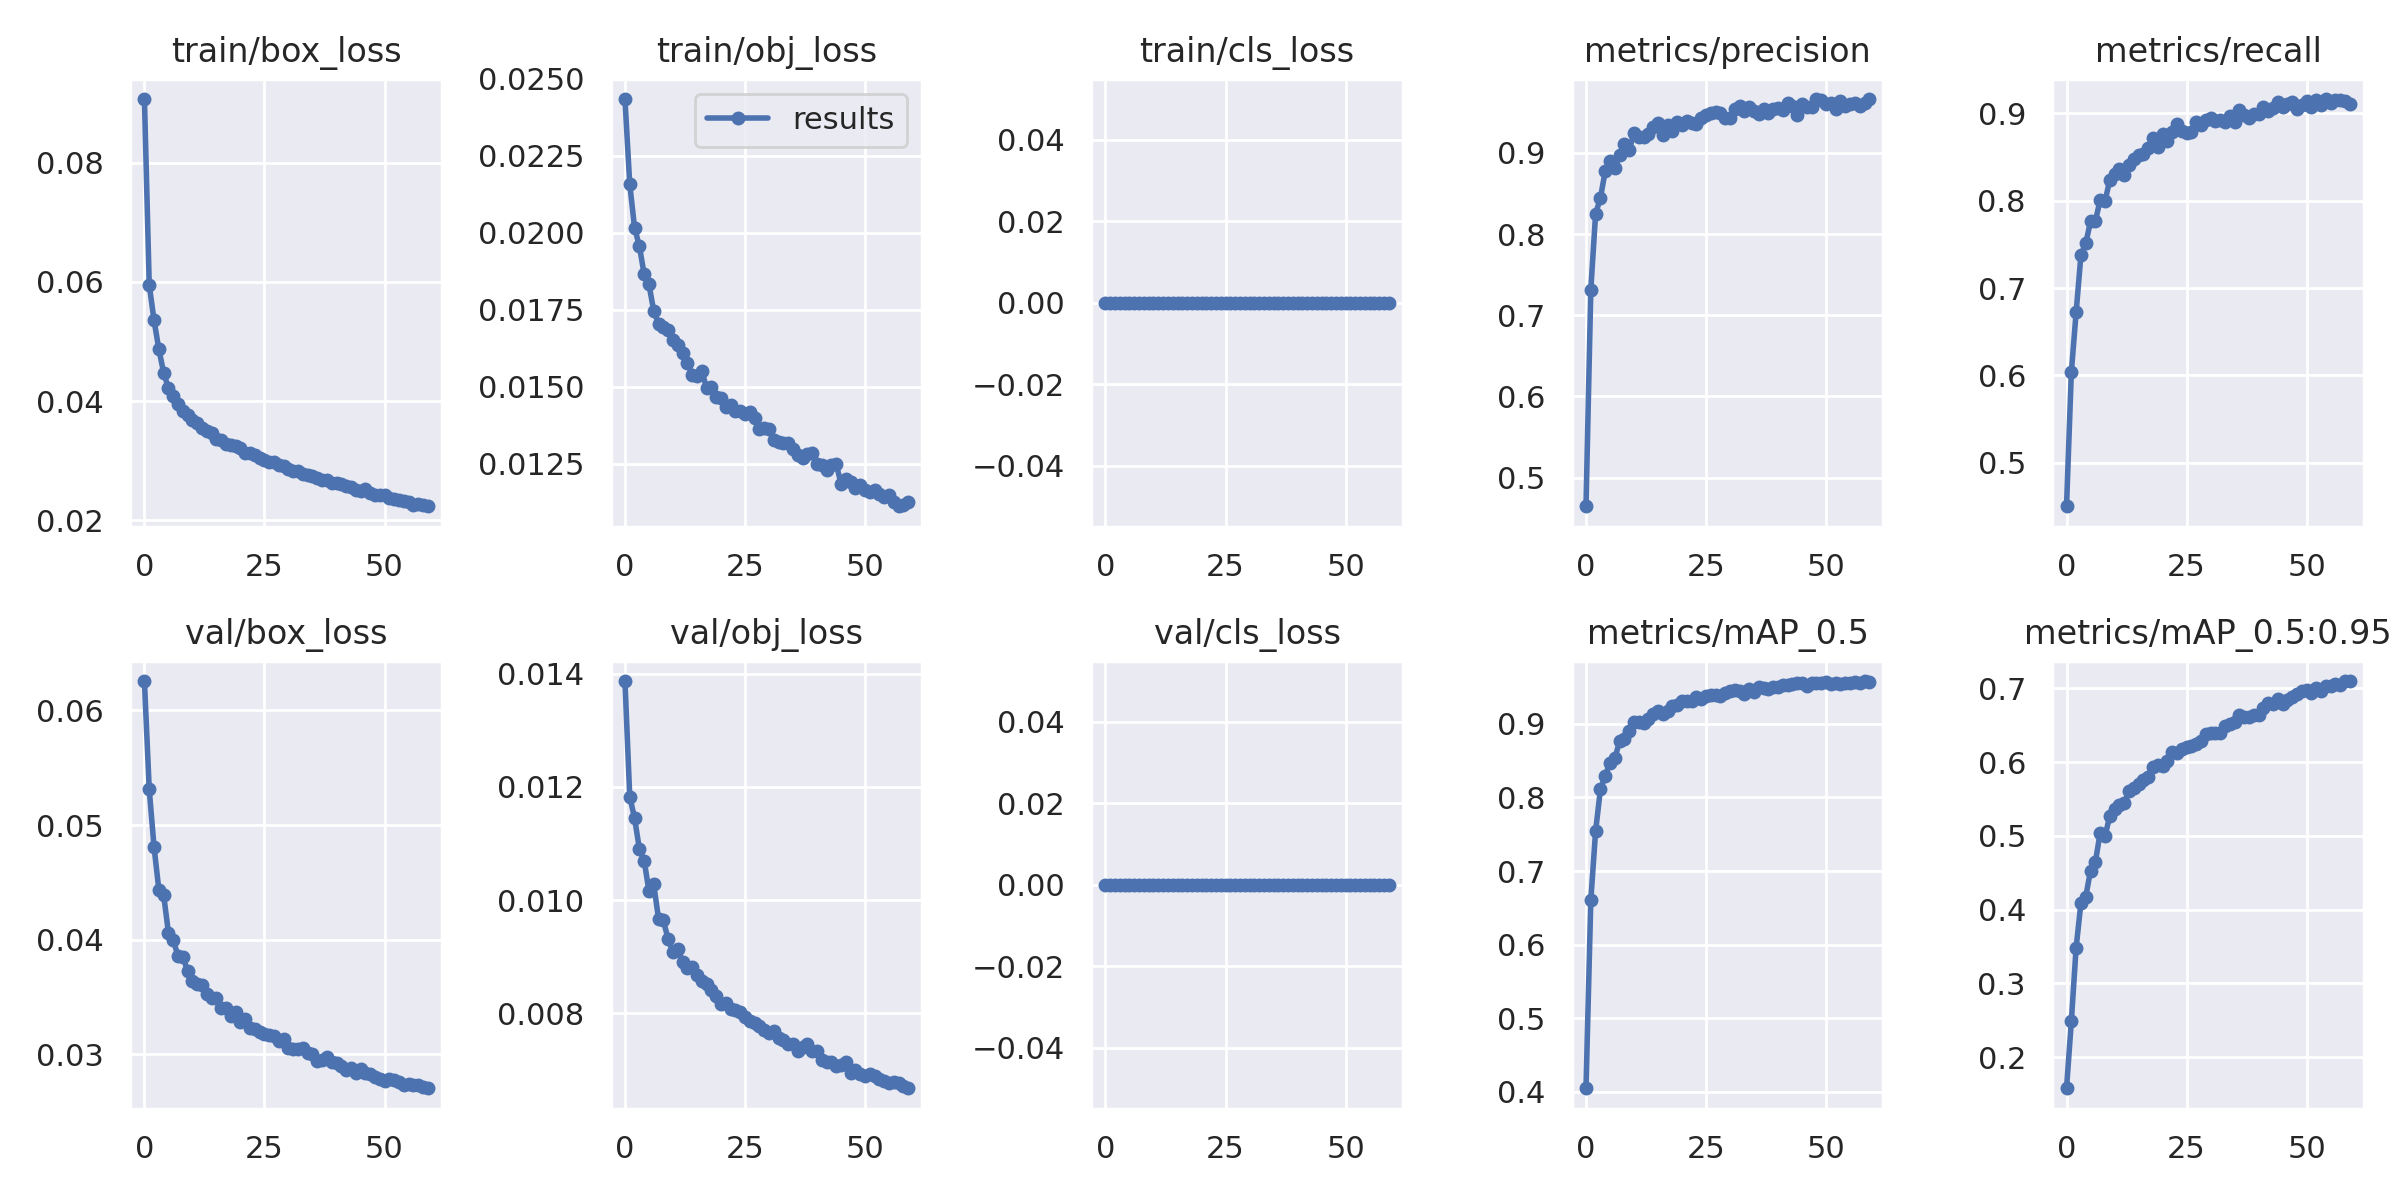 train/box_loss
0.08
0.06
0.04
0.02
0 25 50
train/obj_loss
results
0.0250
0.0225
0.0200
0.0175
0.0150
0.0125
0 25 50
train/cls_loss
0.04
0.02
0.00
−0.02
−0.04
0 25 50
metrics/precision
0.9
0.8
0.7
0.6
0.5
0 25 50
metrics/recall
0.9
0.8
0.7
0.6
0.5
0 25 50
val/box_loss
0.06
0.05
0.04
0.03
0 25 50
val/obj_loss
0.014
0.012
0.010
0.008
0 25 50
val/cls_loss
0.04
0.02
0.00
−0.02
−0.04
0 25 50
metrics/mAP_0.5
0.9
0.8
0.7
0.6
0.5
0.4
0 25 50
metrics/mAP_0.5:0.95
0.7
0.6
0.5
0.4
0.3
0.2
0 25 50